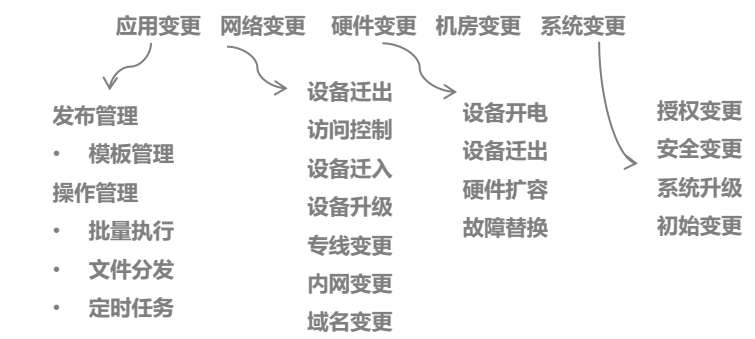 应用变更 网络变更 硬件变更 机房变更 系统变更
发布管理
• 模板管理
操作管理
• 批量执行
• 文件分发
• 定时任务
设备迁出
访问控制
设备迁入
设备升级
专线变更
内网变更
域名变更
设备开电
设备迁出
硬件扩容
故障替换
授权变更
安全变更
系统升级
初始变更